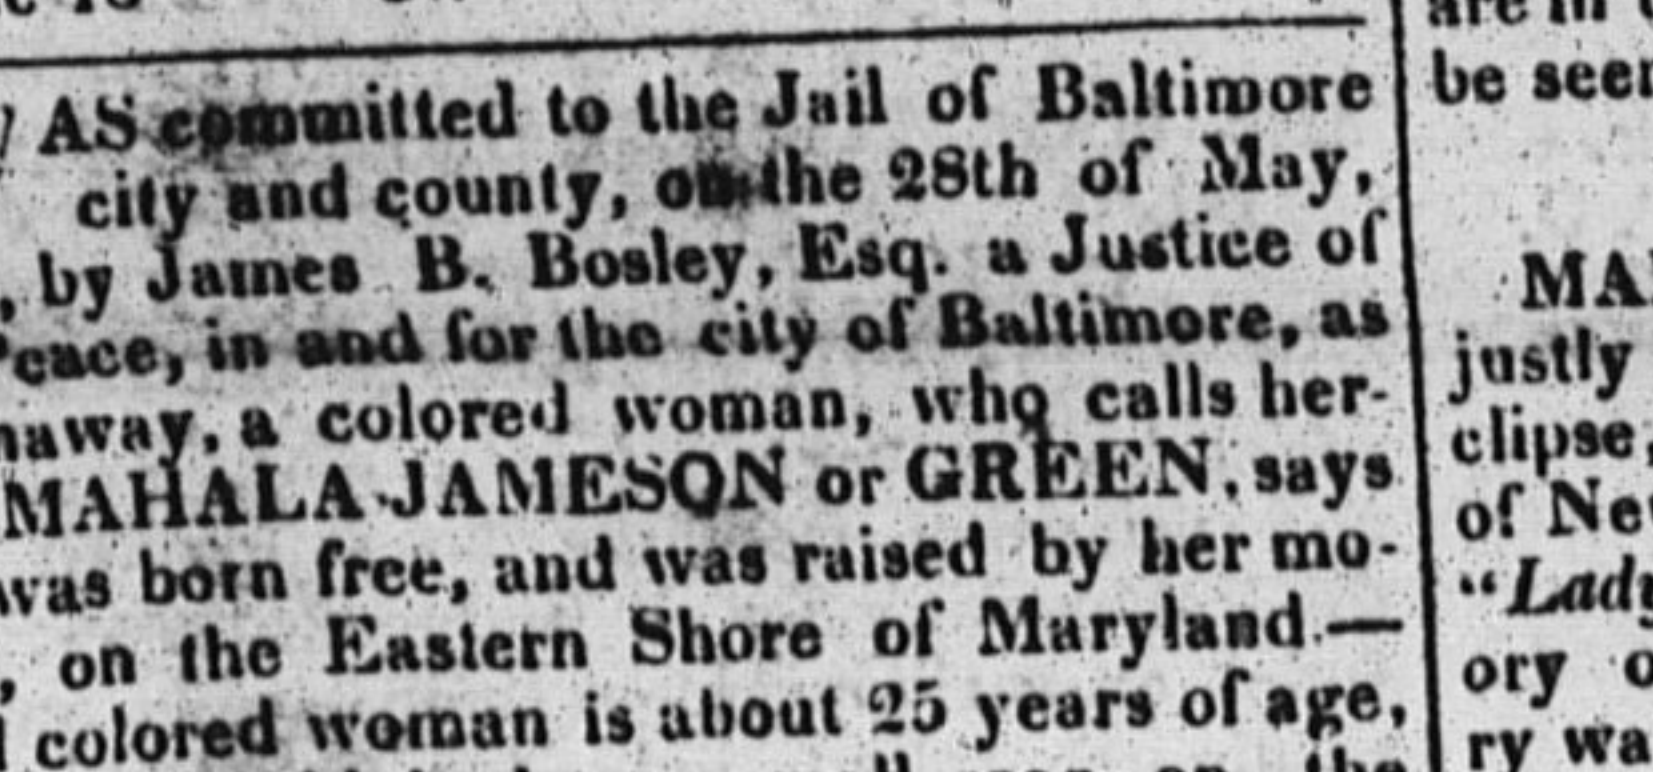 AS committed to the Jail of Baltimore
city and county, on the 28th of May,
, by James B. Bosley, Esq. a Justice of
eace, in and for the city of Baltimore, as
naway, a colored woman, who calls her-
MAHALA JAMESON or GREEN, says
was born free, and was raised by her mo-
, on the Eastern Shore of Maryland.—
colored woman is about 25 years of age,
on the
are in
be seen
MA
justly
clipse,
of Ne
"Lady
ory o
ry wa